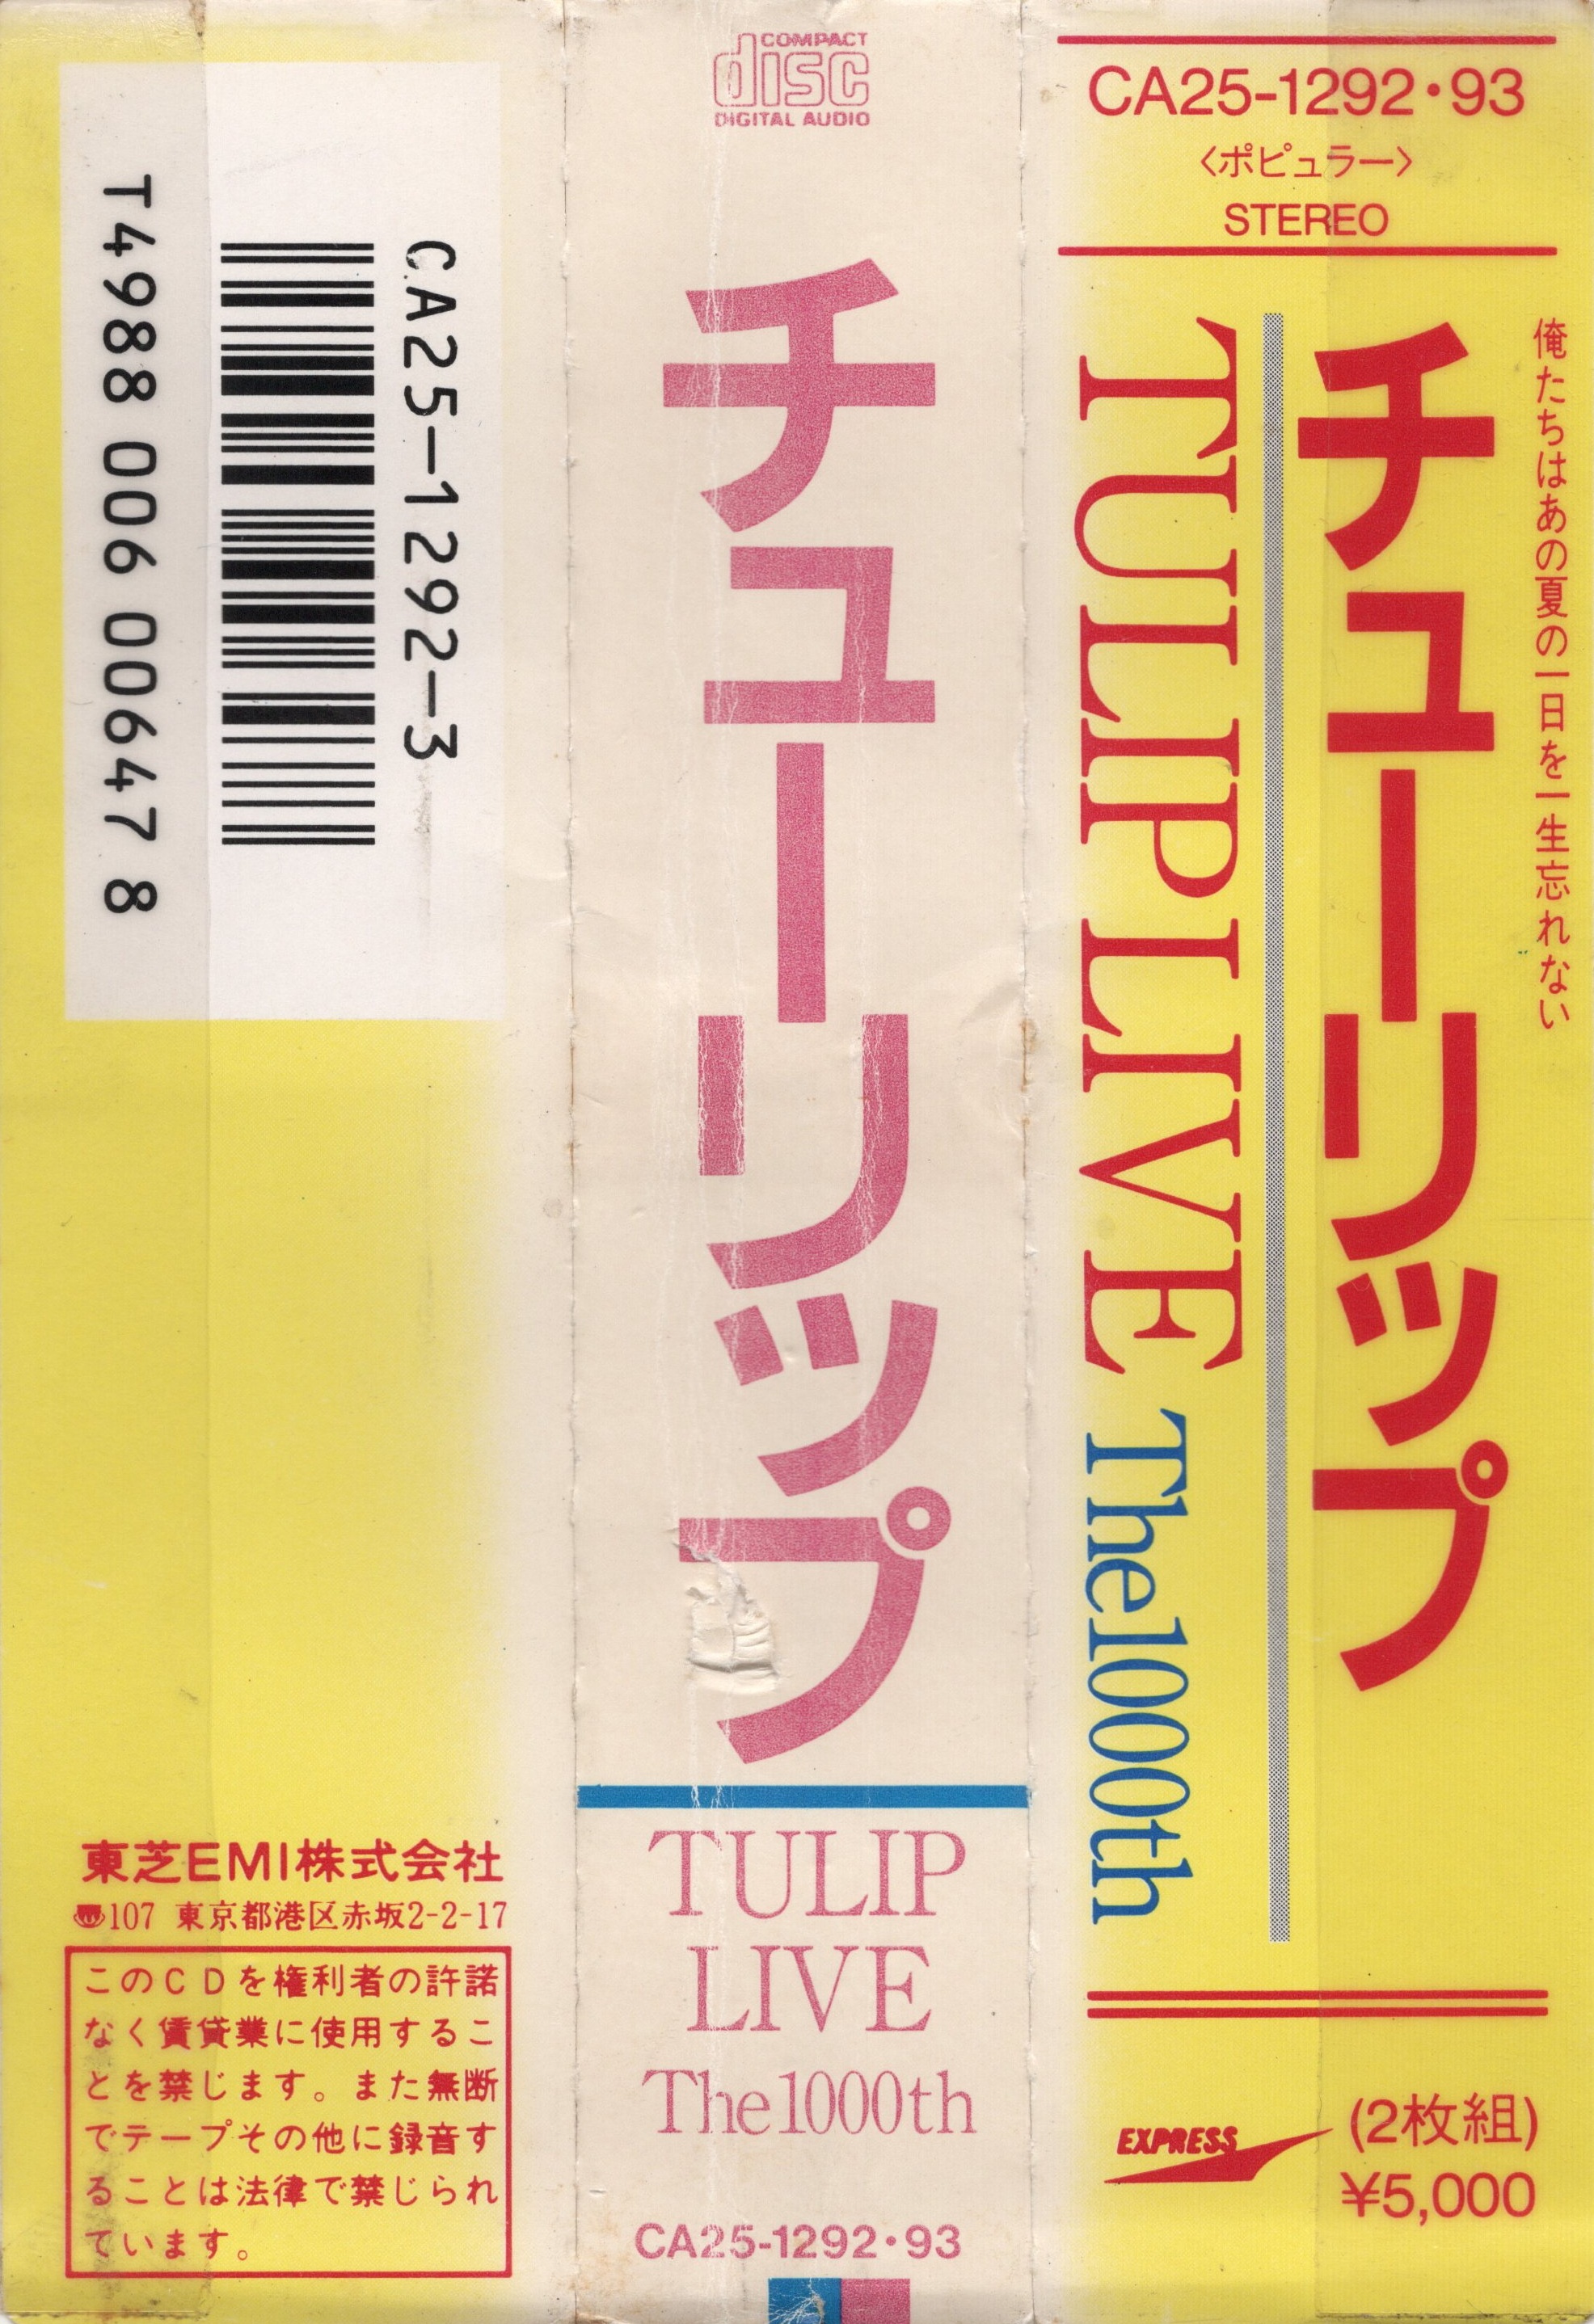 CA25-1292・93
〈ポピュラー〉
STEREO
俺たちはあの夏の一日を一生忘れない
チューリップ
TULIP LIVE The1000th
(2枚組)
¥5,000
EXPRESS
COMPACT
disc
DIGITAL AUDIO
チューリップ
TULIP
LIVE
The1000th
CA25-1292・93
CA25-1292-3
T4988 006 00647 8
東芝EMI株式会社
107 東京都港区赤坂2-2-17
このCDを権利者の許諾
なく賃貸業に使用するこ
とを禁じます。また無断
でテープその他に録音す
ることは法律で禁じられ
ています。